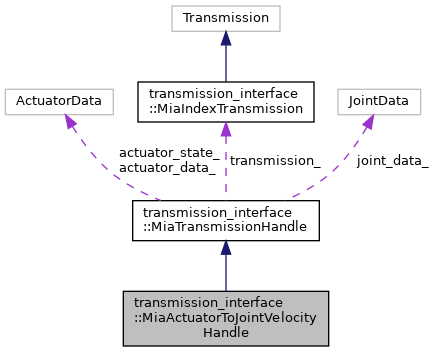 Transmission
transmission_interface
::MiaIndexTransmission
ActuatorData
JointData
actuator_state_
actuator_data_
transmission_
joint_data_
transmission_interface
::MiaTransmissionHandle
transmission_interface
::MiaActuatorToJointVelocity
Handle